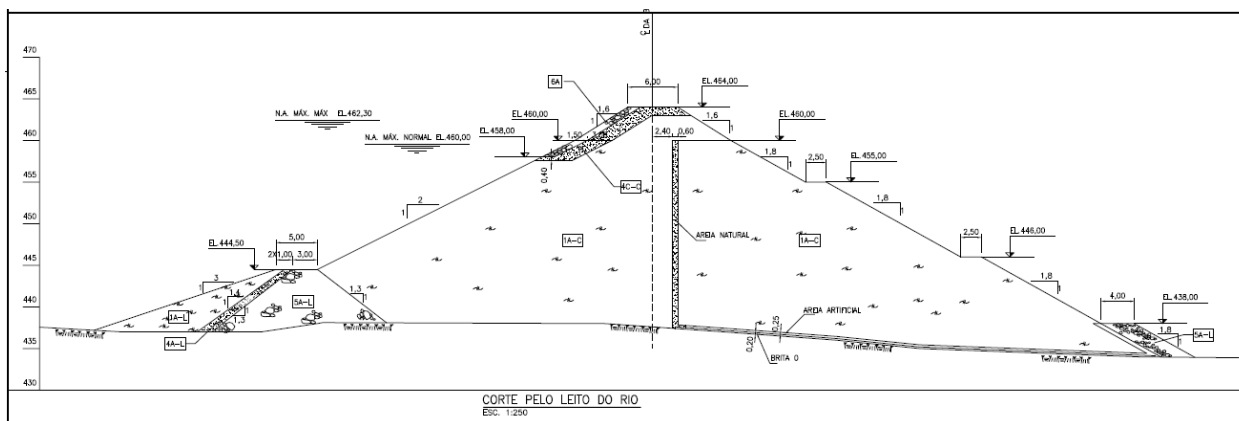 470
465
460
455
450
445
440
435
430
N.A. MÁX. MÁX EL.462,30
N.A. MÁX. NORMAL EL.460,00
EL.458,00
EL.460,00
6A
6,00
EL.464,00
1,6
1
1,50
0,40
4C-C
2,40
0,60
1,6
1
EL.460,00
1,8
1
2,50
EL.455,00
1,8
1
2,50
EL.446,00
1,8
1
4,00
EL.438,00
1,8
1
5A-L
2
1
1A-C
AREIA NATURAL
1A-C
EL.444,50
5,00
2X1,00
3,00
3
1
1,4
1
1,3
1
1,3
1
5A-L
4A-L
AREIA ARTIFICIAL
0,25
0,20
BRITA 0
CORTE PELO LEITO DO RIO
ESC. 1:250